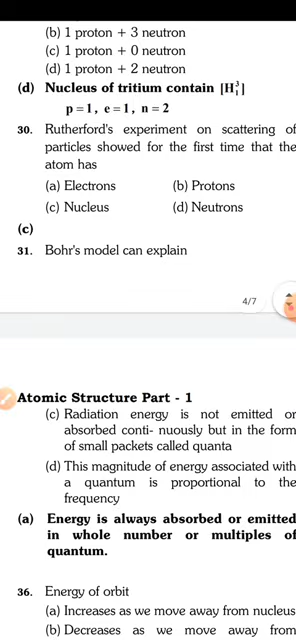 (b) 1 proton + 3 neutron
(c) 1 proton + 0 neutron
(d) 1 proton + 2 neutron
(d) Nucleus of tritium contain [H₁³]
p = 1, e = 1, n = 2
30. Rutherford's experiment on scattering of
particles showed for the first time that the
atom has
(a) Electrons (b) Protons
(c) Nucleus (d) Neutrons
(c)
31. Bohr's model can explain
4/7
Atomic Structure Part - 1
(c) Radiation energy is not emitted or
absorbed conti- nuously but in the form
of small packets called quanta
(d) This magnitude of energy associated with
a quantum is proportional to the
frequency
(a) Energy is always absorbed or emitted
in whole number or multiples of
quantum.
36. Energy of orbit
(a) Increases as we move away from nucleus
(b) Decreases as we move away from